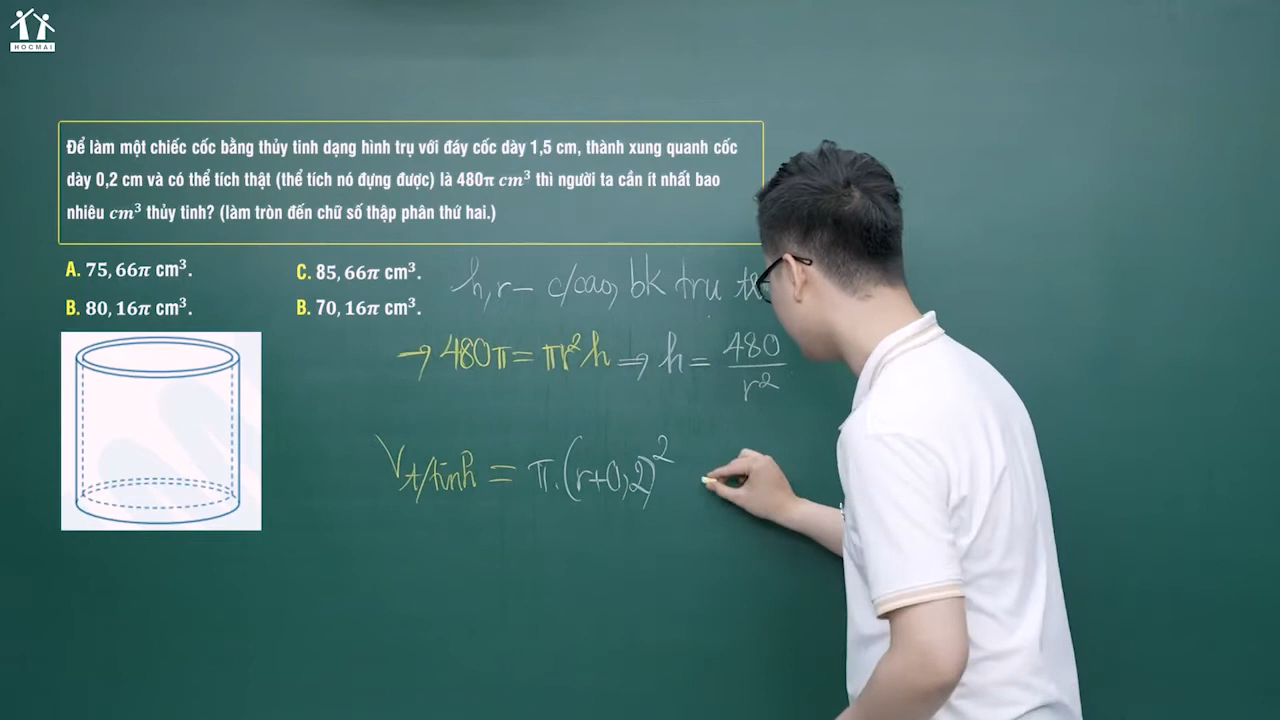 HOCMAI
Để làm một chiếc cốc bằng thủy tinh dạng hình trụ với đáy cốc dày 1,5 cm, thành xung quanh cốc
dày 0,2 cm và có thể tích thật (thể tích nó đựng được) là 480π cm³ thì người ta cần ít nhất bao
nhiêu cm³ thủy tinh? (làm tròn đến chữ số thập phân thứ hai.)
A. 75,66π cm³.
C. 85,66π cm³.
B. 80,16π cm³.
B. 70,16π cm³.
h, r – c/cao, bk trụ
→ 480π = πr²h ⇒ h = 480/r²
V t/tinh = π.(r+0,2)²